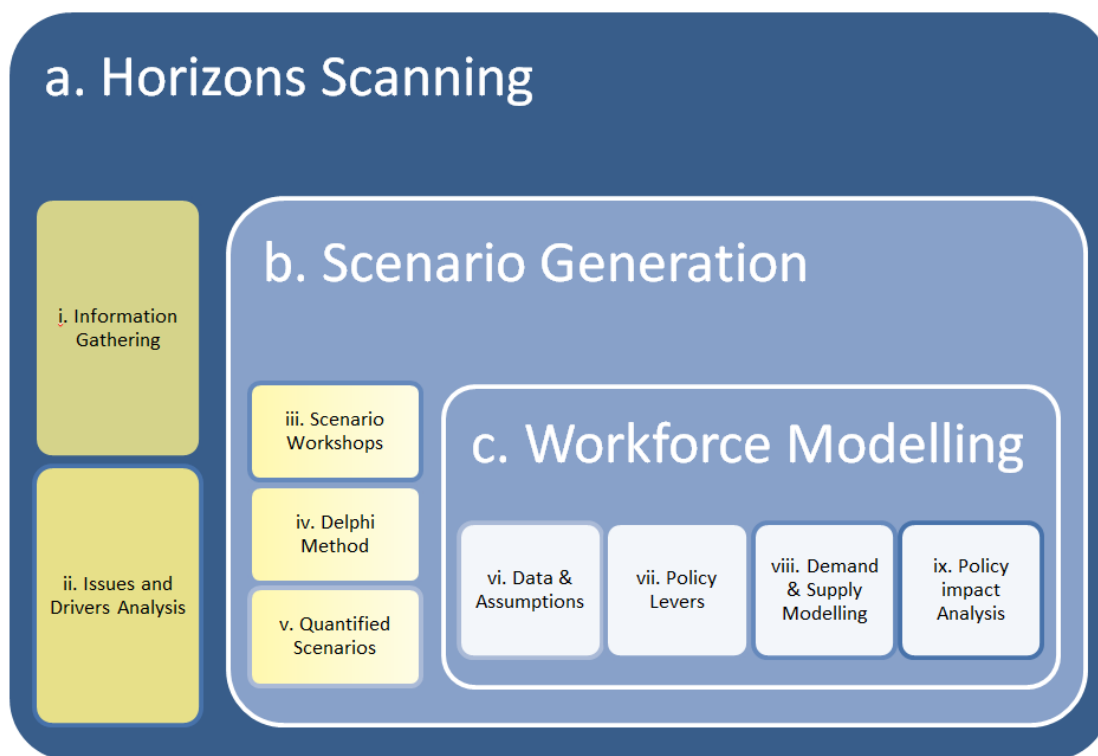 a. Horizons Scanning
i. Information
Gathering
ii. Issues and
Drivers Analysis
b. Scenario Generation
iii. Scenario
Workshops
iv. Delphi
Method
v. Quantified
Scenarios
c. Workforce Modelling
vi. Data &
Assumptions
vii. Policy
Levers
viii. Demand
& Supply
Modelling
ix. Policy
impact
Analysis